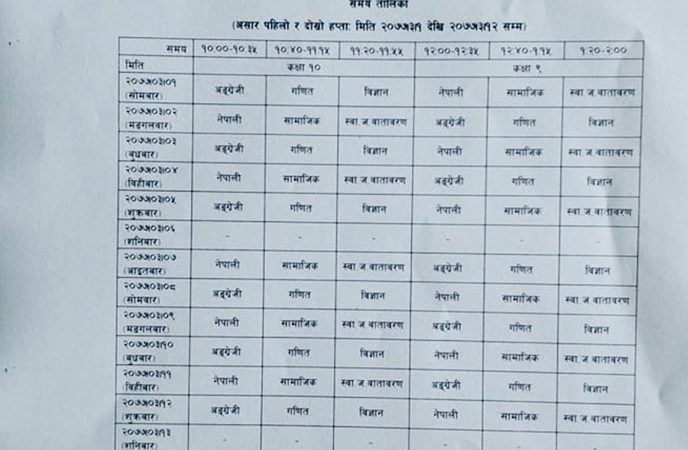 समय तालिका
(असार पहिलो र दोस्रो हप्ता: मिति २०७७।३।१ देखि २०७७।३।१२ सम्म)
समय १०:००-१०:३५ १०:४०-११:१५ ११:२०-११:५५ १२:००-१२:३५ १२:४०-१:१५ १:२०-२:००
मिति कक्षा १० कक्षा ९
२०७७।०३।०१
(सोमबार) अङ्ग्रेजी गणित विज्ञान नेपाली सामाजिक स्वा.ज.वातावरण
२०७७।०३।०२
(मङ्गलबार) नेपाली सामाजिक स्वा.ज.वातावरण अङ्ग्रेजी गणित विज्ञान
२०७७।०३।०३
(बुधबार) अङ्ग्रेजी गणित विज्ञान नेपाली सामाजिक स्वा.ज.वातावरण
२०७७।०३।०४
(विहीबार) नेपाली सामाजिक स्वा.ज.वातावरण अङ्ग्रेजी गणित विज्ञान
२०७७।०३।०५
(शुक्रबार) अङ्ग्रेजी गणित विज्ञान नेपाली सामाजिक स्वा.ज.वातावरण
२०७७।०३।०६
(शनिबार) - - - - - -
२०७७।०३।०७
(आइतबार) नेपाली सामाजिक स्वा.ज.वातावरण अङ्ग्रेजी गणित विज्ञान
२०७७।०३।०८
(सोमबार) अङ्ग्रेजी गणित विज्ञान नेपाली सामाजिक स्वा.ज.वातावरण
२०७७।०३।०९
(मङ्गलबार) नेपाली सामाजिक स्वा.ज.वातावरण अङ्ग्रेजी गणित विज्ञान
२०७७।०३।१०
(बुधबार) अङ्ग्रेजी गणित विज्ञान नेपाली सामाजिक स्वा.ज.वातावरण
२०७७।०३।११
(विहीबार) नेपाली सामाजिक स्वा.ज.वातावरण अङ्ग्रेजी गणित विज्ञान
२०७७।०३।१२
(शुक्रबार) अङ्ग्रेजी गणित विज्ञान नेपाली सामाजिक स्वा.ज.वातावरण
२०७७।०३।१३
(शनिबार) - - - - - -